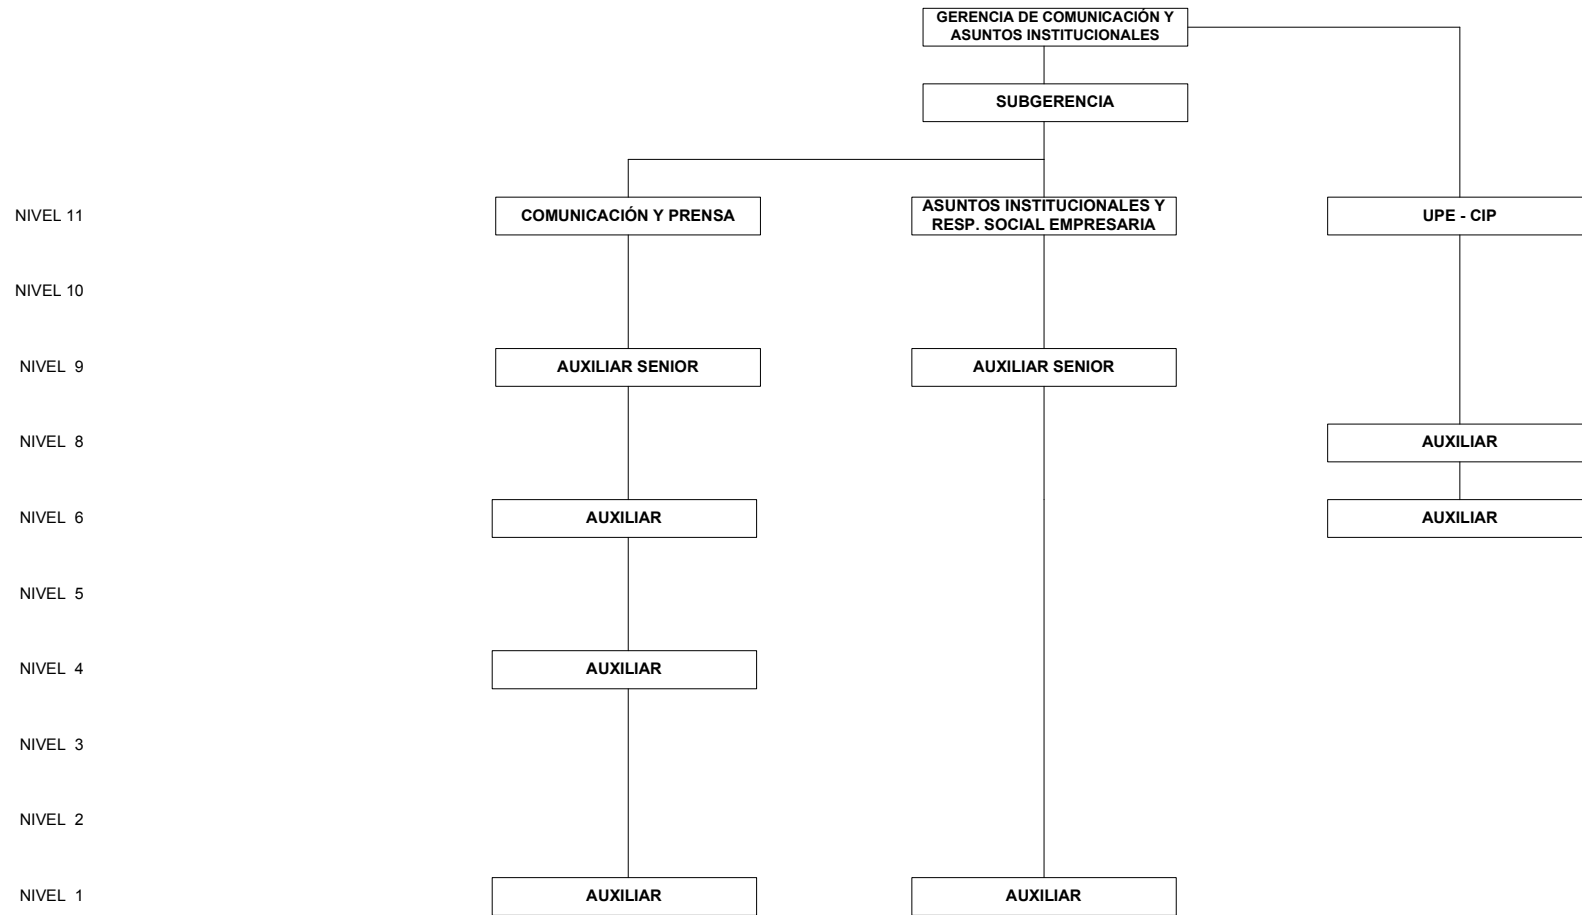 GERENCIA DE COMUNICACIÓN Y
ASUNTOS INSTITUCIONALES
SUBGERENCIA
NIVEL 11
COMUNICACIÓN Y PRENSA
ASUNTOS INSTITUCIONALES Y
RESP. SOCIAL EMPRESARIA
UPE - CIP
NIVEL 10
NIVEL 9
AUXILIAR SENIOR
AUXILIAR SENIOR
NIVEL 8
AUXILIAR
NIVEL 6
AUXILIAR
AUXILIAR
NIVEL 5
NIVEL 4
AUXILIAR
NIVEL 3
NIVEL 2
NIVEL 1
AUXILIAR
AUXILIAR